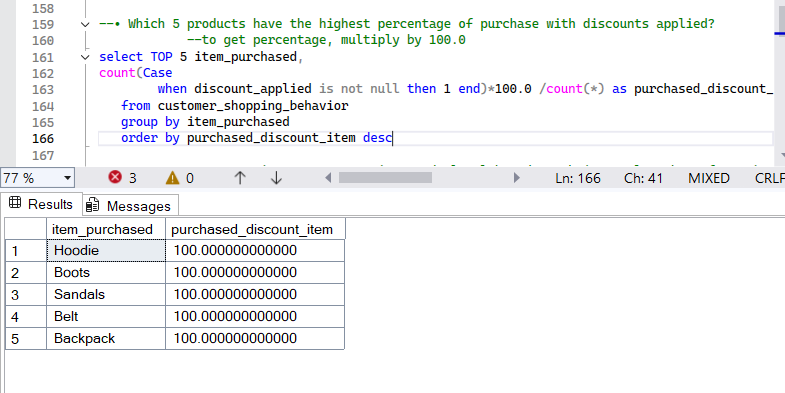 158
159 --• Which 5 products have the highest percentage of purchase with discounts applied?
160 --to get percentage, multiply by 100.0
161 select TOP 5 item_purchased,
162 count(Case
163 when discount_applied is not null then 1 end)*100.0 /count(*) as purchased_discount_
164 from customer_shopping_behavior
165 group by item_purchased
166 order by purchased_discount_item desc
167
77 % 3 0 Ln: 166 Ch: 41 MIXED CRLF
Results Messages
item_purchased purchased_discount_item
1 Hoodie 100.000000000000
2 Boots 100.000000000000
3 Sandals 100.000000000000
4 Belt 100.000000000000
5 Backpack 100.000000000000